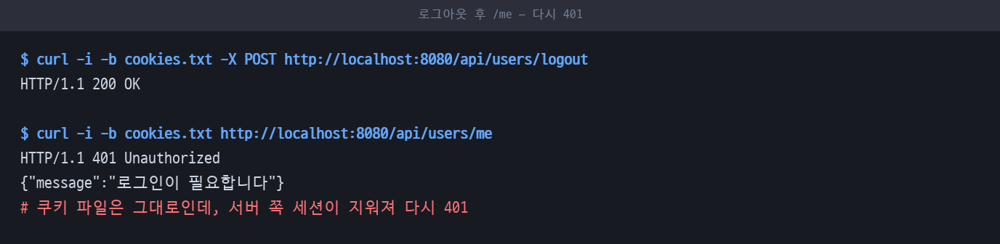 로그아웃 후 /me — 다시 401
$ curl -i -b cookies.txt -X POST http://localhost:8080/api/users/logout
HTTP/1.1 200 OK
$ curl -i -b cookies.txt http://localhost:8080/api/users/me
HTTP/1.1 401 Unauthorized
{"message":"로그인이 필요합니다"}
# 쿠키 파일은 그대로인데, 서버 쪽 세션이 지워져 다시 401